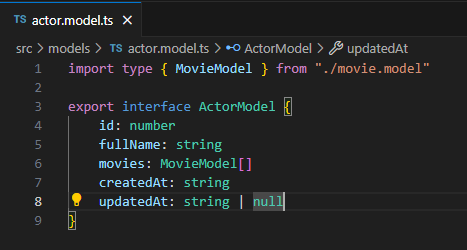 TS actor.model.ts ×
src > models > TS actor.model.ts > ActorModel > updatedAt
1 import type { MovieModel } from "./movie.model"
2
3 export interface ActorModel {
4     id: number
5     fullName: string
6     movies: MovieModel[]
7     createdAt: string
8     updatedAt: string | null
9 }